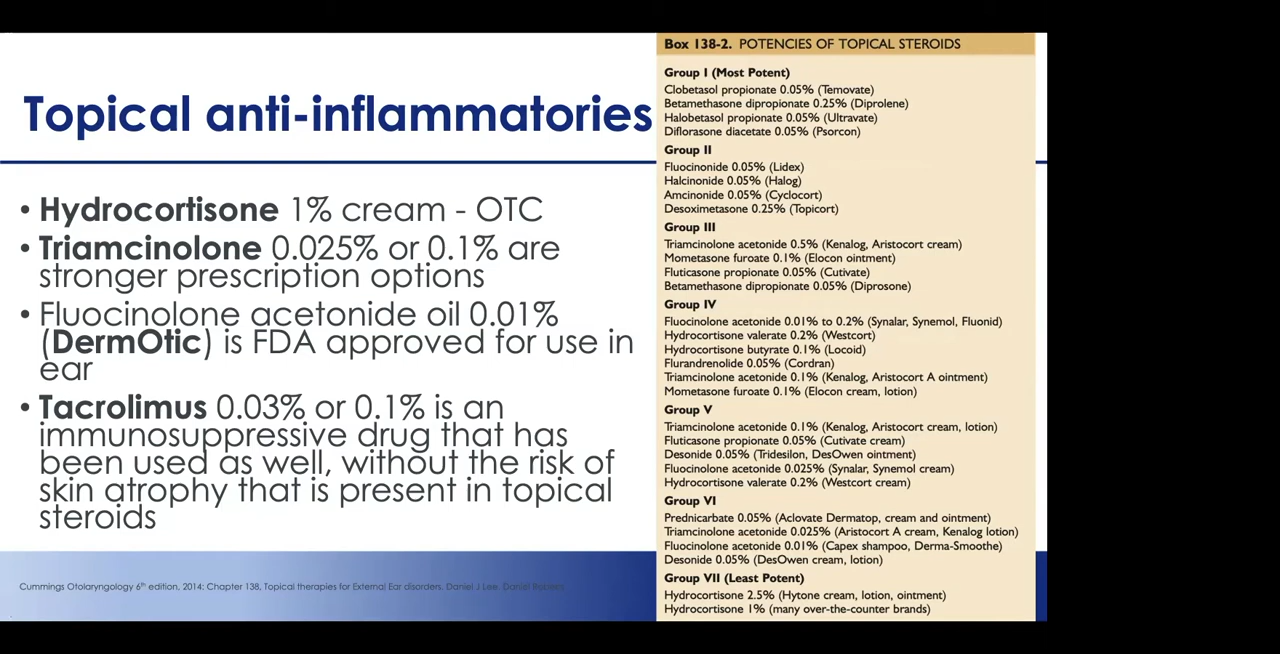 Topical anti-inflammatories
• Hydrocortisone 1% cream - OTC
• Triamcinolone 0.025% or 0.1% are
stronger prescription options
• Fluocinolone acetonide oil 0.01%
(DermOtic) is FDA approved for use in
ear
• Tacrolimus 0.03% or 0.1% is an
immunosuppressive drug that has
been used as well, without the risk of
skin atrophy that is present in topical
steroids
Cummings Otolaryngology 6th edition, 2014: Chapter 138, Topical therapies for External Ear disorders, Daniel J Lee, Daniel Roberts
Box 138-2. POTENCIES OF TOPICAL STEROIDS
Group I (Most Potent)
Clobetasol propionate 0.05% (Temovate)
Betamethasone dipropionate 0.25% (Diprolene)
Halobetasol propionate 0.05% (Ultravate)
Diflorasone diacetate 0.05% (Psorcon)
Group II
Fluocinonide 0.05% (Lidex)
Halcinonide 0.05% (Halog)
Amcinonide 0.05% (Cyclocort)
Desoximetasone 0.25% (Topicort)
Group III
Triamcinolone acetonide 0.5% (Kenalog, Aristocort cream)
Mometasone furoate 0.1% (Elocon ointment)
Fluticasone propionate 0.05% (Cutivate)
Betamethasone dipropionate 0.05% (Diprosone)
Group IV
Fluocinolone acetonide 0.01% to 0.2% (Synalar, Synemol, Fluonid)
Hydrocortisone valerate 0.2% (Westcort)
Hydrocortisone butyrate 0.1% (Locoid)
Flurandrenolide 0.05% (Cordran)
Triamcinolone acetonide 0.1% (Kenalog, Aristocort A ointment)
Mometasone furoate 0.1% (Elocon cream, lotion)
Group V
Triamcinolone acetonide 0.1% (Kenalog, Aristocort cream, lotion)
Fluticasone propionate 0.05% (Cutivate cream)
Desonide 0.05% (Tridesilon, DesOwen ointment)
Fluocinolone acetonide 0.025% (Synalar, Synemol cream)
Hydrocortisone valerate 0.2% (Westcort cream)
Group VI
Prednicarbate 0.05% (Aclovate Dermatop, cream and ointment)
Triamcinolone acetonide 0.025% (Aristocort A cream, Kenalog lotion)
Fluocinolone acetonide 0.01% (Capex shampoo, Derma-Smoothe)
Desonide 0.05% (DesOwen cream, lotion)
Group VII (Least Potent)
Hydrocortisone 2.5% (Hytone cream, lotion, ointment)
Hydrocortisone 1% (many over-the-counter brands)